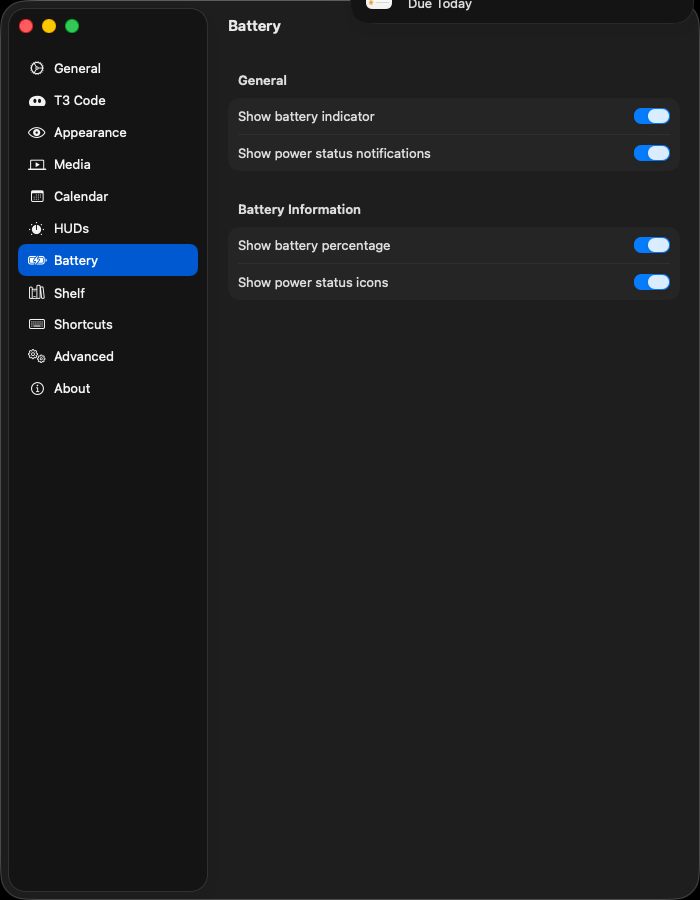 Due Today
Battery
General
T3 Code
Appearance
Media
Calendar
HUDs
Battery
Shelf
Shortcuts
Advanced
About
General
Show battery indicator
Show power status notifications
Battery Information
Show battery percentage
Show power status icons